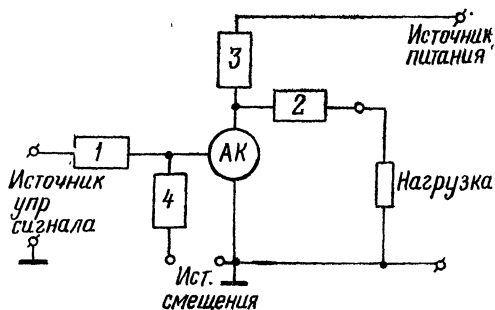 Источник
питания
3
2
1
АК
4
Источник
упр
сигнала
Нагрузка
Ист.
смещения